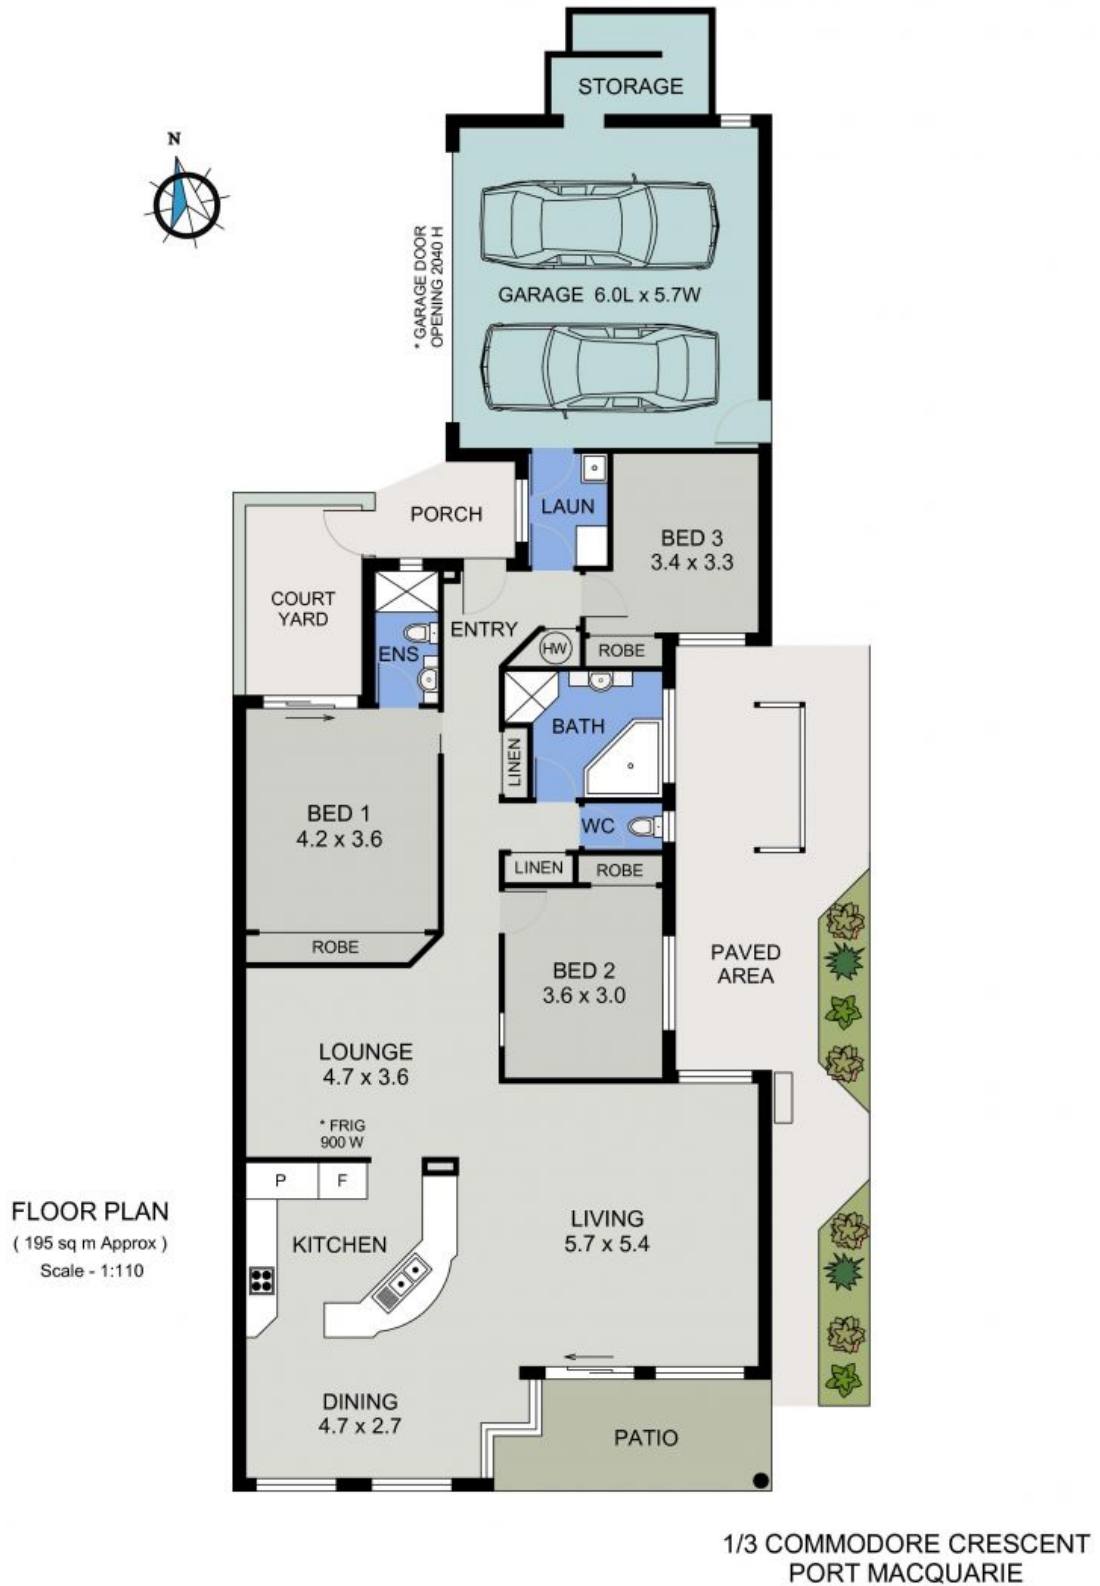 STORAGE
N
* GARAGE DOOR
OPENING 2040 H
GARAGE 6.0L x 5.7W
LAUN
PORCH
BED 3
3.4 x 3.3
COURT
YARD
ENTRY
ENS
HW
ROBE
BATH
LINEN
BED 1
4.2 x 3.6
WC
LINEN
ROBE
ROBE
PAVED
AREA
BED 2
3.6 x 3.0
LOUNGE
4.7 x 3.6
* FRIG
900 W
P
F
FLOOR PLAN
( 195 sq m Approx )
Scale - 1:110
KITCHEN
LIVING
5.7 x 5.4
DINING
4.7 x 2.7
PATIO
1/3 COMMODORE CRESCENT
PORT MACQUARIE